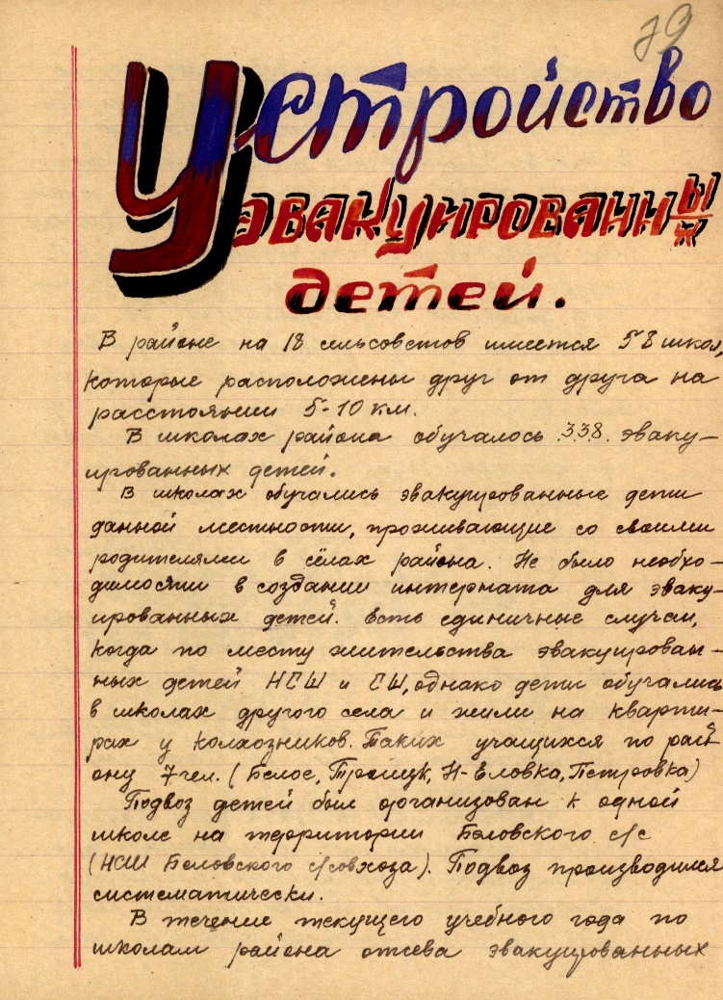 79
Устройство
эвакуированных
детей.
В районе на 18 сельсоветов имеется 58 школ,
которые расположены друг от друга на
расстоянии 5-10 км.
В школах района обучалось 338 эваку-
ированных детей.
В школах обучались эвакуированные дети
данной местности, проживающие со своими
родителями в сёлах района. Не было необхо-
димости в создании интерната для эваку-
ированных детей. Есть единичные случаи,
когда по месту жительства эвакуирован-
ных детей НСШ и СШ, однако дети обучались
в школах другого села и жили на кварти-
рах у колхозников. Таких учащихся по рай-
ону 7 чел. (Белое, Троицк, Н-Еловка, Петровка)
Подвоз детей был организован к одной
школе на территории Беловского с/с
(НСШ Беловского с/совхоза). Подвоз производился
систематически.
В течение текущего учебного года по
школам района отсева эвакуированных